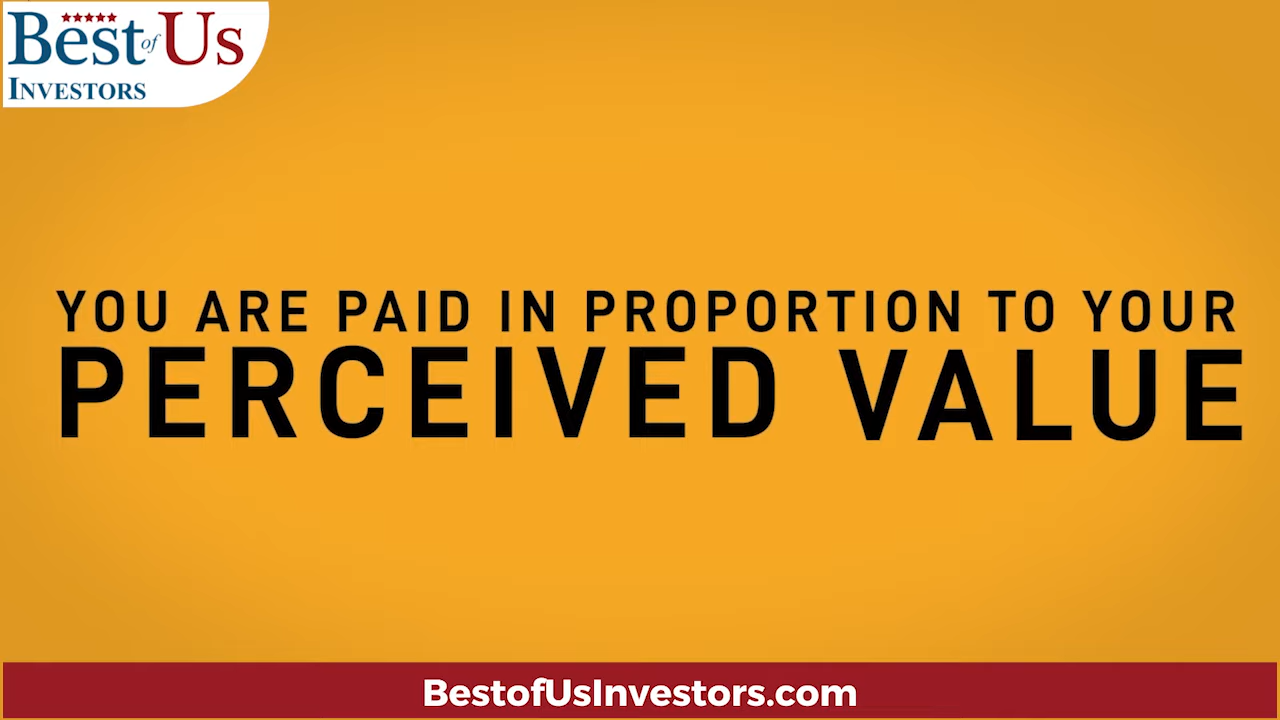 Best of Us
INVESTORS
YOU ARE PAID IN PROPORTION TO YOUR
PERCEIVED VALUE
BestofUsInvestors.com